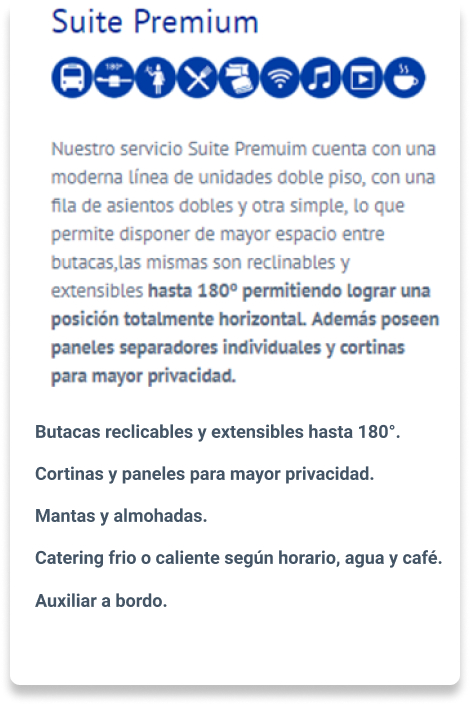 Suite Premium
180°
Nuestro servicio Suite Premuim cuenta con una
moderna línea de unidades doble piso, con una
fila de asientos dobles y otra simple, lo que
permite disponer de mayor espacio entre
butacas,las mismas son reclinables y
extensibles hasta 180º permitiendo lograr una
posición totalmente horizontal. Además poseen
paneles separadores individuales y cortinas
para mayor privacidad.
Butacas reclicables y extensibles hasta 180°.
Cortinas y paneles para mayor privacidad.
Mantas y almohadas.
Catering frio o caliente según horario, agua y café.
Auxiliar a bordo.